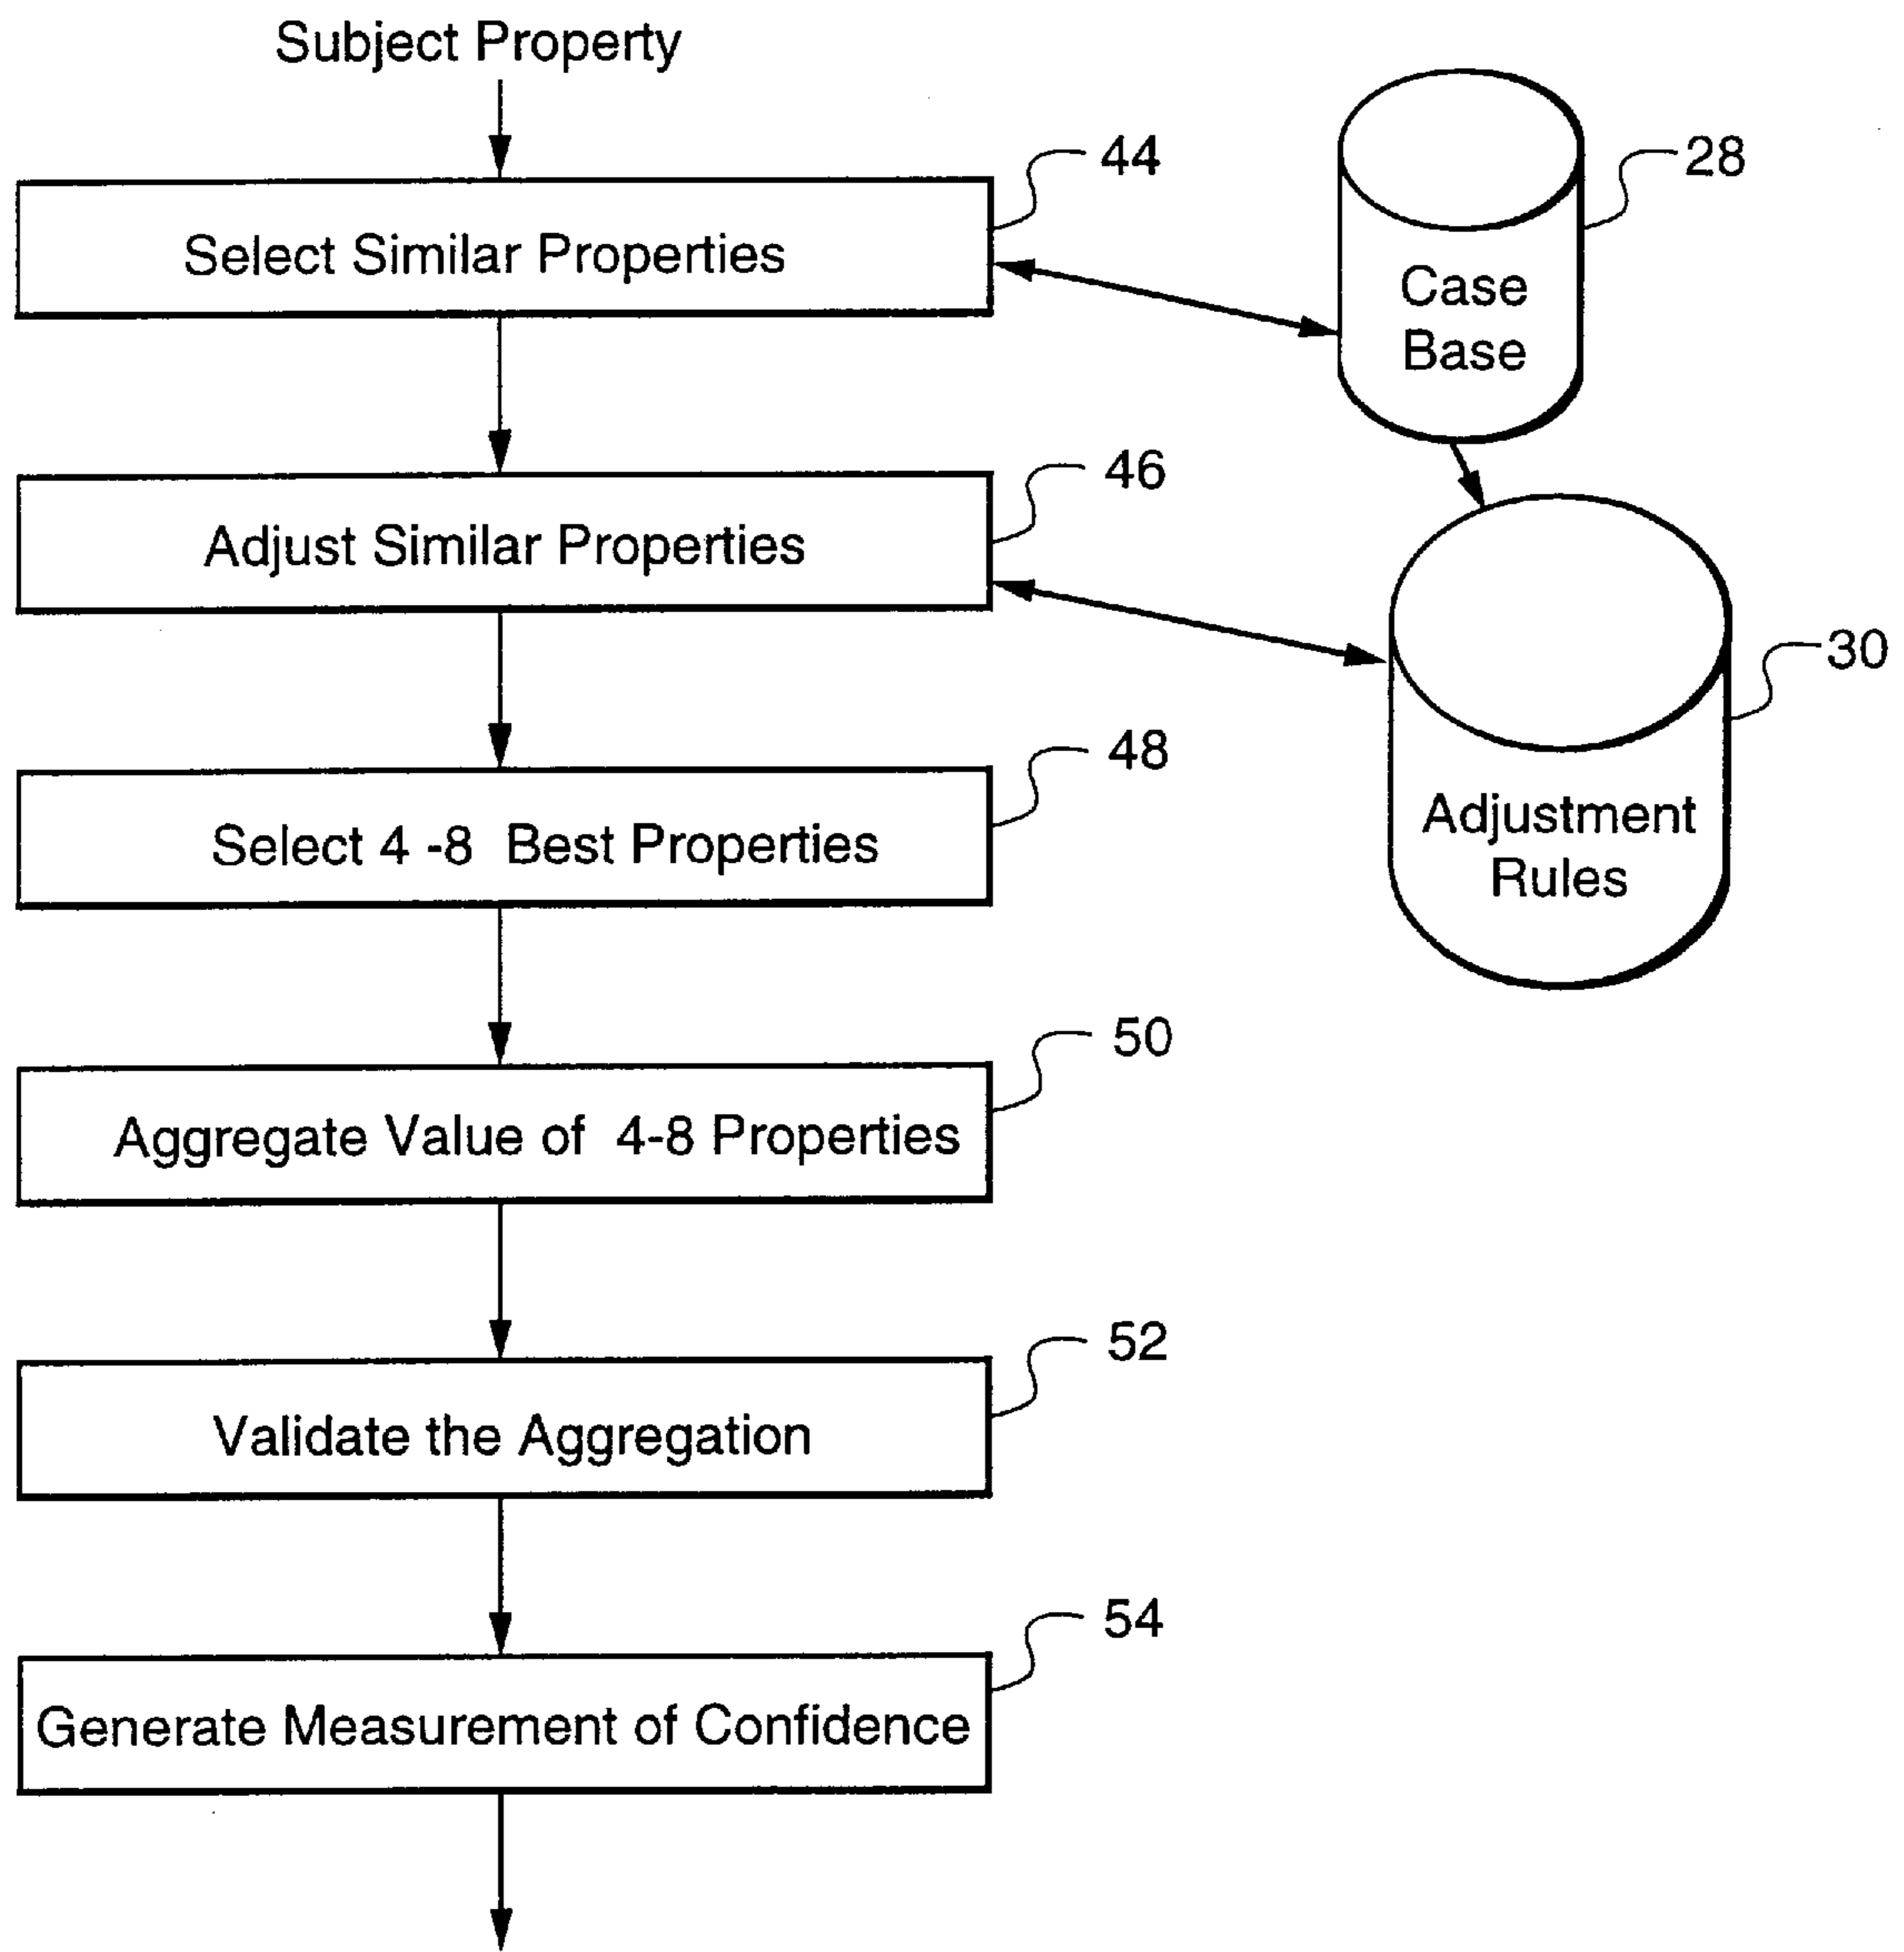 Subject Property
44
28
Select Similar Properties
Case
Base
46
Adjust Similar Properties
30
48
Adjustment
Rules
Select 4 -8 Best Properties
50
Aggregate Value of 4-8 Properties
52
Validate the Aggregation
54
Generate Measurement of Confidence